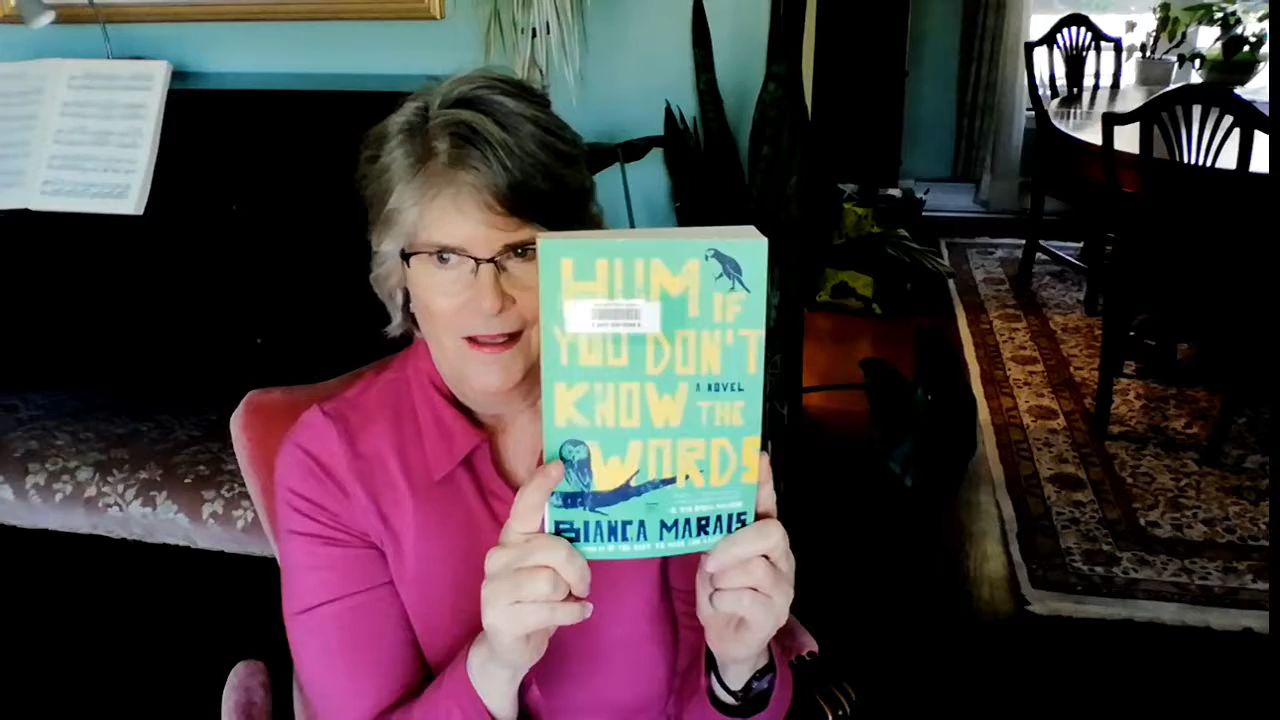 HUM
IF
YOU DON'T
KNOW
A NOVEL
THE
WORDS
BIANCA MARAIS